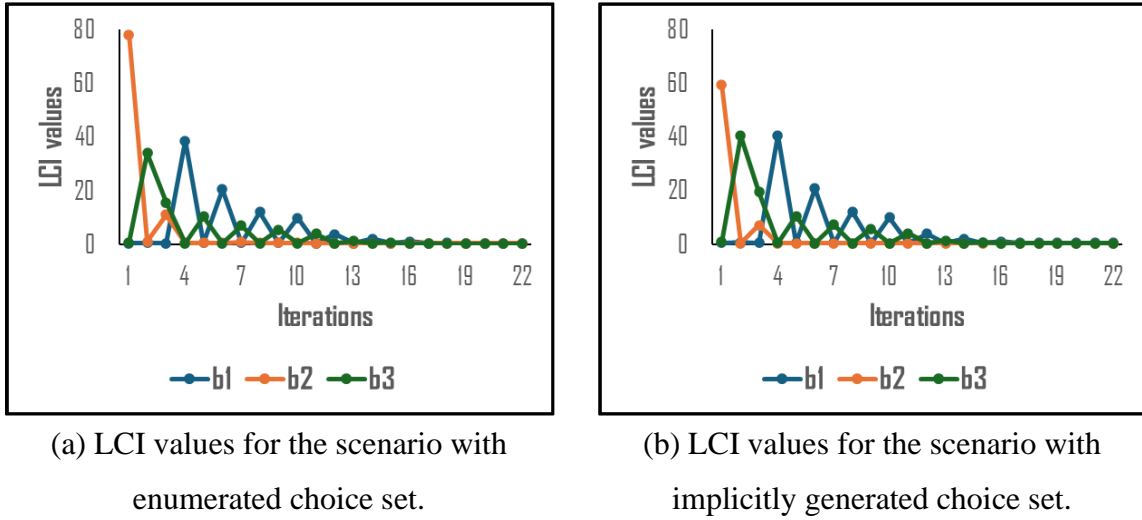 80
60
40
20
0
LCI values
1 4 7 10 13 16 19 22
Iterations
b1 b2 b3
(a) LCI values for the scenario with
enumerated choice set.
80
60
40
20
0
LCI values
1 4 7 10 13 16 19 22
Iterations
b1 b2 b3
(b) LCI values for the scenario with
implicitly generated choice set.